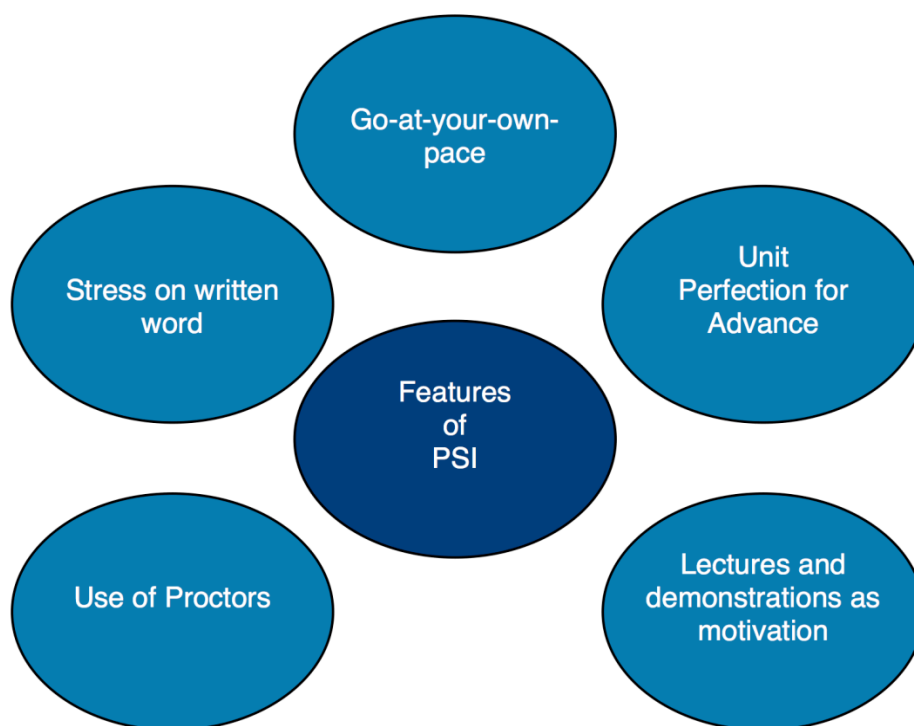 Go-at-your-own-
pace
Stress on written
word
Unit
Perfection for
Advance
Features
of
PSI
Use of Proctors
Lectures and
demonstrations as
motivation